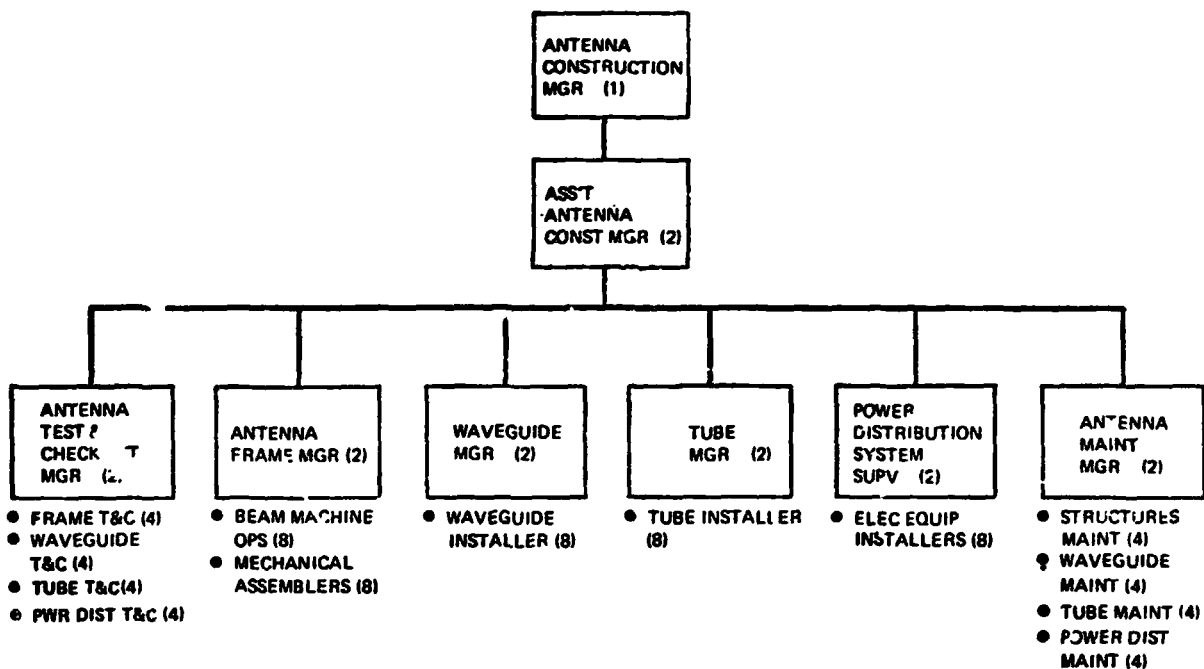 ANTENNA
CONSTRUCTION
MGR (1)
ASS'T
ANTENNA
CONST MGR (2)
ANTENNA
TEST &
CHECK T
MGR (2)
ANTENNA
FRAME MGR (2)
WAVEGUIDE
MGR (2)
TUBE
MGR (2)
POWER
DISTRIBUTION
SYSTEM
SUPV (2)
ANTENNA
MAINT
MGR (2)
● FRAME T&C (4)
● WAVEGUIDE
T&C (4)
● TUBE T&C(4)
● PWR DIST T&C (4)
● BEAM MACHINE
OPS (8)
● MECHANICAL
ASSEMBLERS (8)
● WAVEGUIDE
INSTALLER (8)
● TUBE INSTALLER
(8)
● ELEC EQUIP
INSTALLERS (8)
● STRUCTURES
MAINT (4)
● WAVEGUIDE
MAINT (4)
● TUBE MAINT (4)
● POWER DIST
MAINT (4)